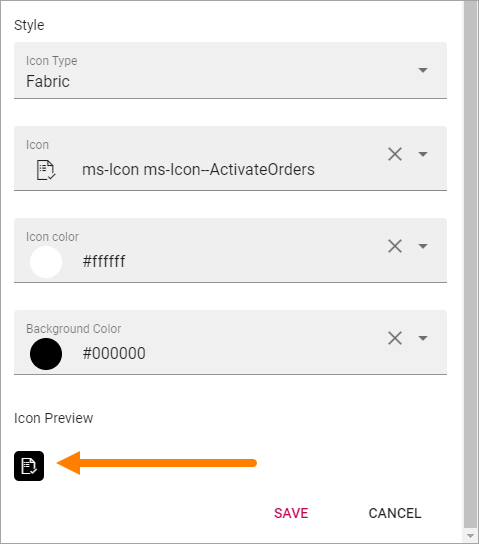 Style
Icon Type
Fabric
Icon
ms-Icon ms-Icon--ActivateOrders
Icon color
#ffffff
Background Color
#000000
Icon Preview
SAVE CANCEL